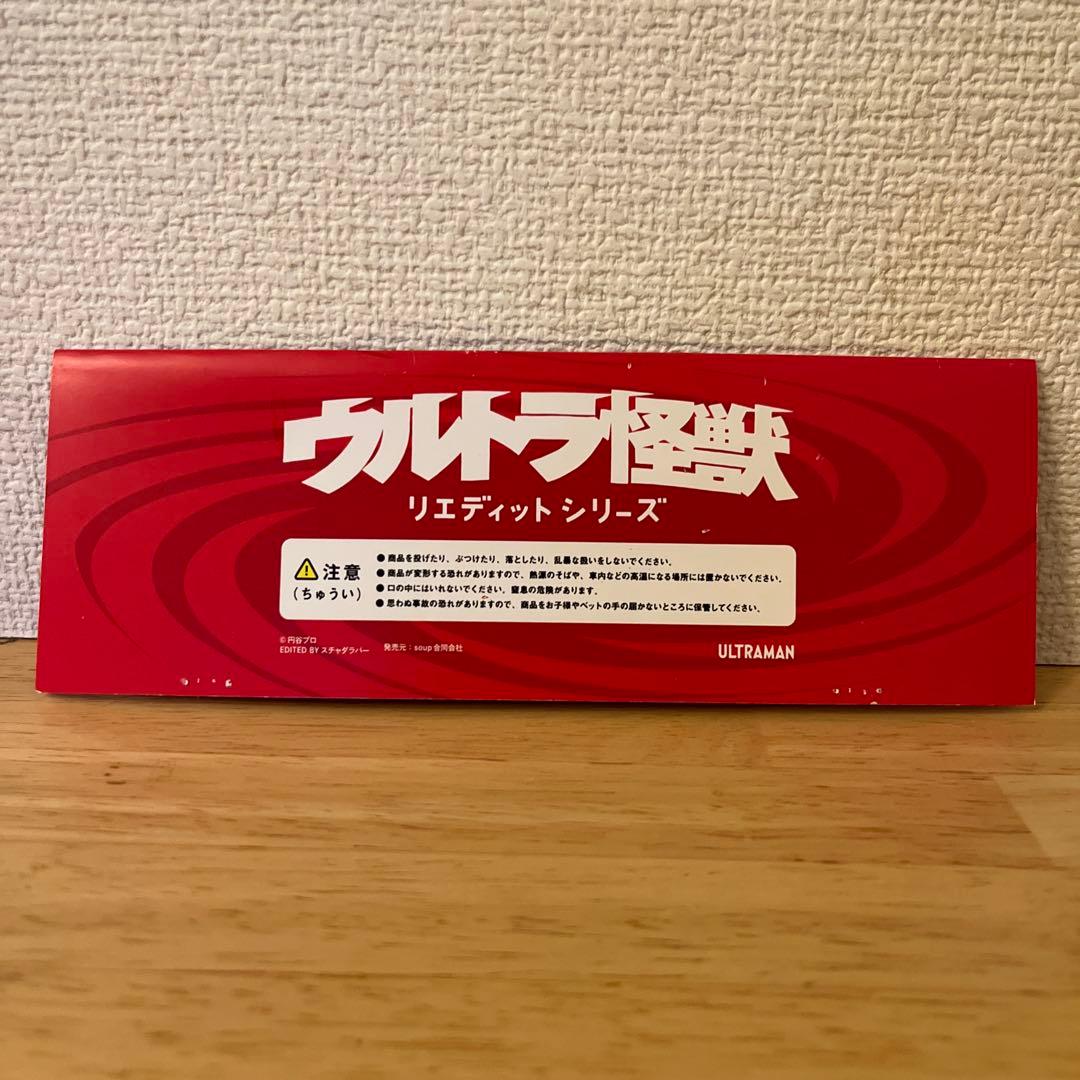 ウルトラ怪獣
リエディット シリーズ
注意
(ちゅうい)
●商品を投げたり、ぶつけたり、落としたり、乱暴な扱いをしないでください。
●商品が変形する恐れがありますので、熱源のそばや、車内などの高温になる場所には置かないでください。
●口の中にはいれないでください。窒息の危険があります。
●思わぬ事故の恐れがありますので、商品をお子様やペットの手の届かないところに保管してください。
©円谷プロ
EDITED BY スチャダラパー 発売元:soup合同会社
ULTRAMAN